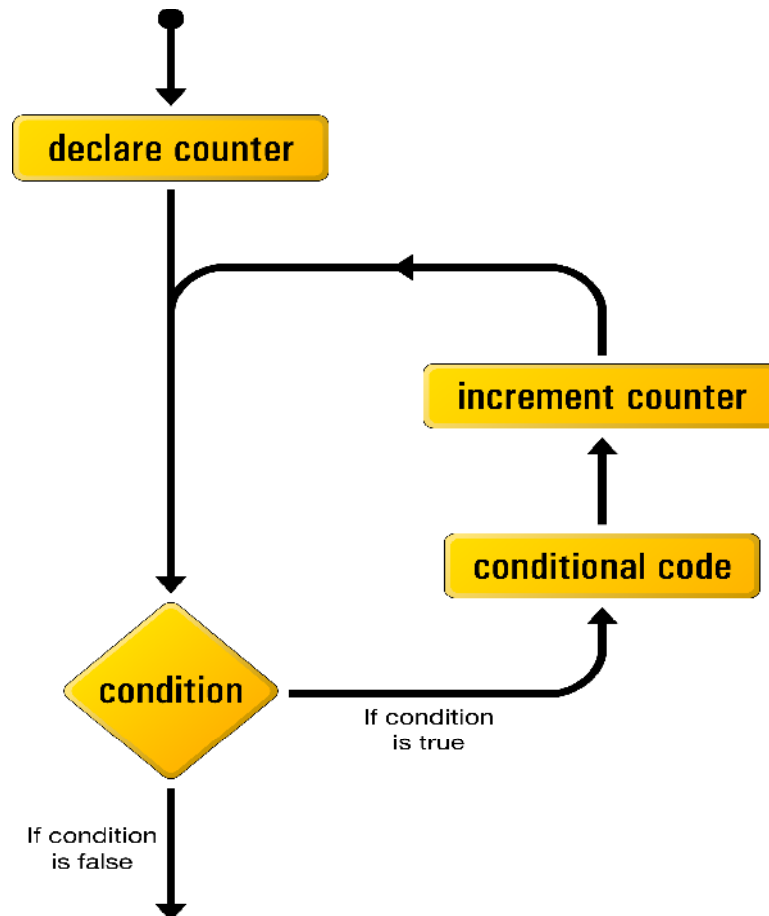 declare counter
increment counter
conditional code
condition
If condition
is true
If condition
is false